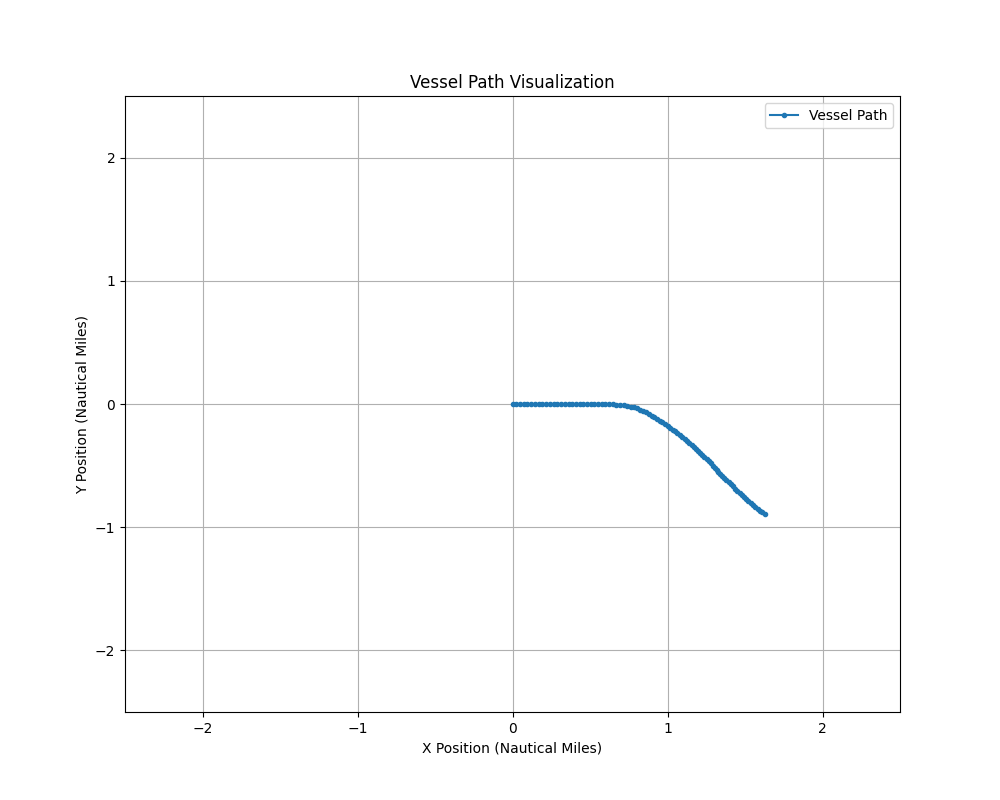 Vessel Path Visualization
Vessel Path
2
1
0
−1
−2
Y Position (Nautical Miles)
−2
−1
0
1
2
X Position (Nautical Miles)